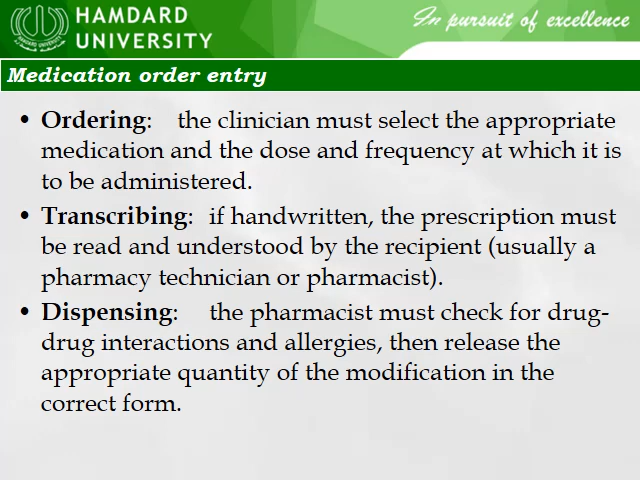 HAMDARD
UNIVERSITY
In pursuit of excellence
Medication order entry
• Ordering: the clinician must select the appropriate
medication and the dose and frequency at which it is
to be administered.
• Transcribing: if handwritten, the prescription must
be read and understood by the recipient (usually a
pharmacy technician or pharmacist).
• Dispensing: the pharmacist must check for drug-
drug interactions and allergies, then release the
appropriate quantity of the modification in the
correct form.